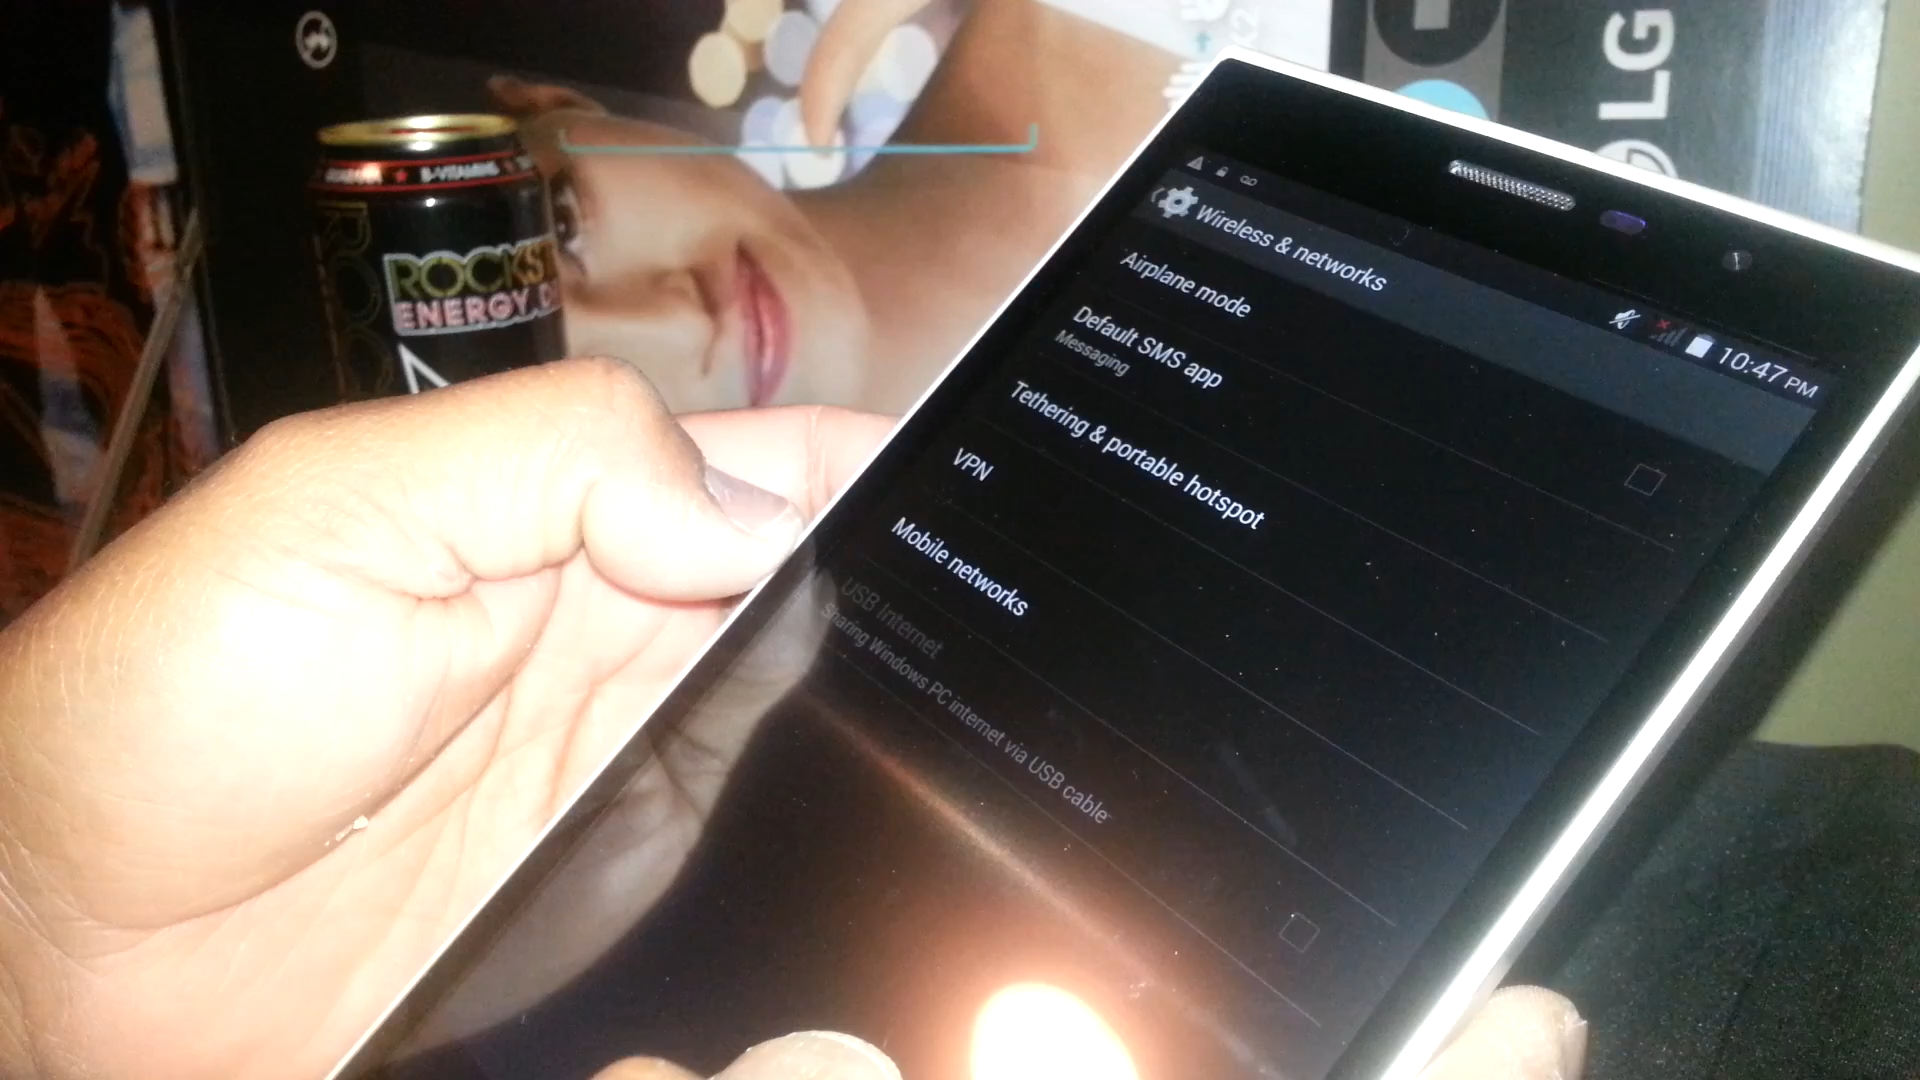 LG
B-VITAMINS
ROCKST
ENERGY D
10:47 PM
Wireless & networks
Airplane mode
Default SMS app
Messaging
Tethering & portable hotspot
VPN
Mobile networks
USB Internet
Sharing Windows PC internet via USB cable